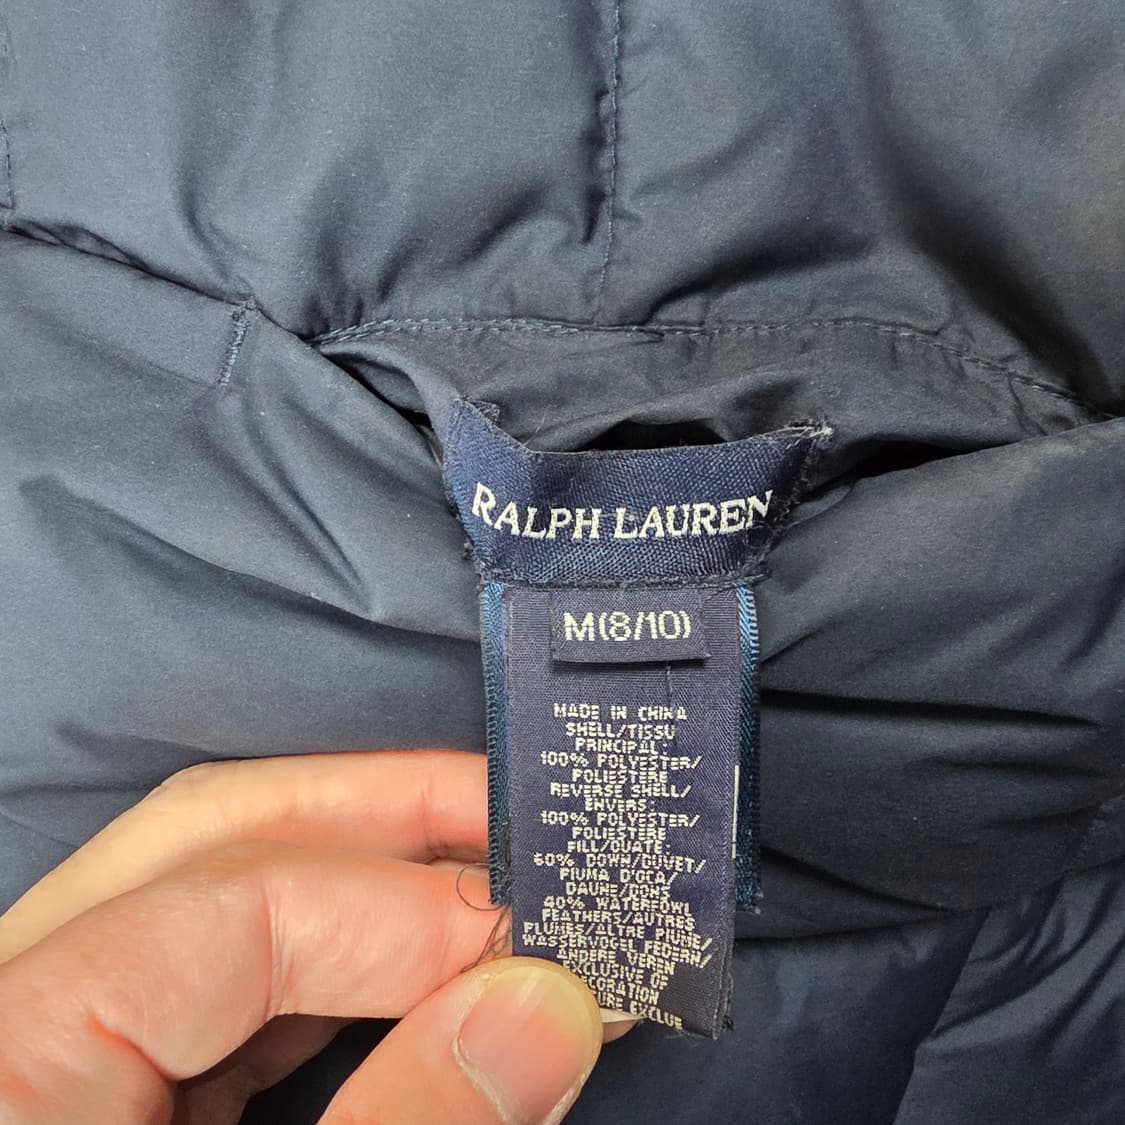 RALPH LAUREN
M(8/10)
MADE IN CHINA
SHELL/TISSU
PRINCIPAL:
100% POLYESTER/
POLIESTERE
REVERSE SHELL/
ENVERS:
100% POLYESTER/
POLIESTERE
FILL/OUATE:
60% DOWN/DUVET/
PIUMA D'OCA/
DAUNE/DONS
40% WATERFOWL
FEATHERS/AUTRES
PLUMES/ALTRE PIUME/
WASSERVOGEL FEDERN/
ANDERE VEREN
EXCLUSIVE OF
DECORATION
URE EXCLUE